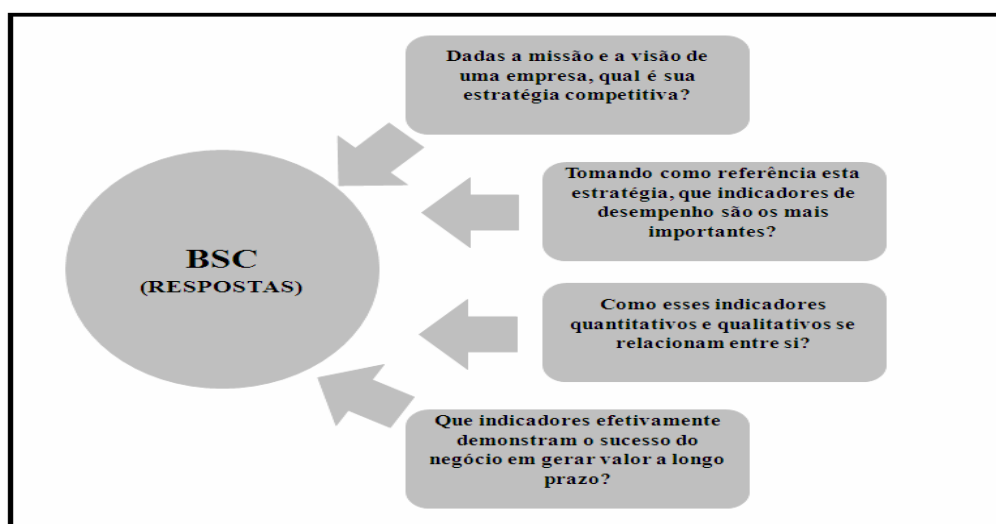 Dadas a missão e a visão de
uma empresa, qual é sua
estratégia competitiva?
Tomando como referência esta
estratégia, que indicadores de
desempenho são os mais
importantes?
BSC
(RESPOSTAS)
Como esses indicadores
quantitativos e qualitativos se
relacionam entre si?
Que indicadores efetivamente
demonstram o sucesso do
negócio em gerar valor a longo
prazo?